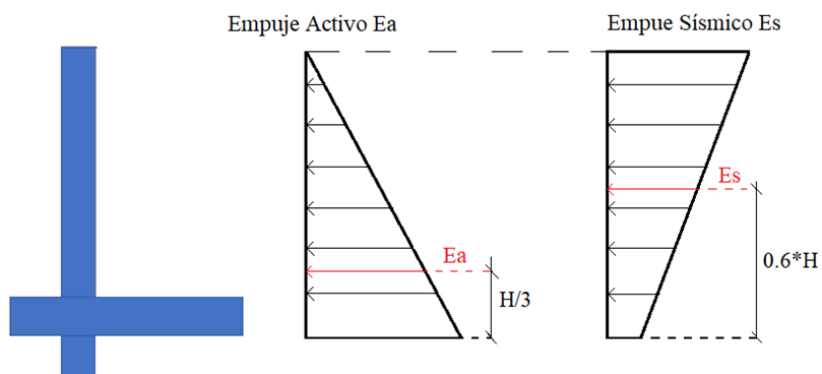 Empuje Activo Ea
Empue Sísmico Es
Es
Ea
0.6*H
H/3